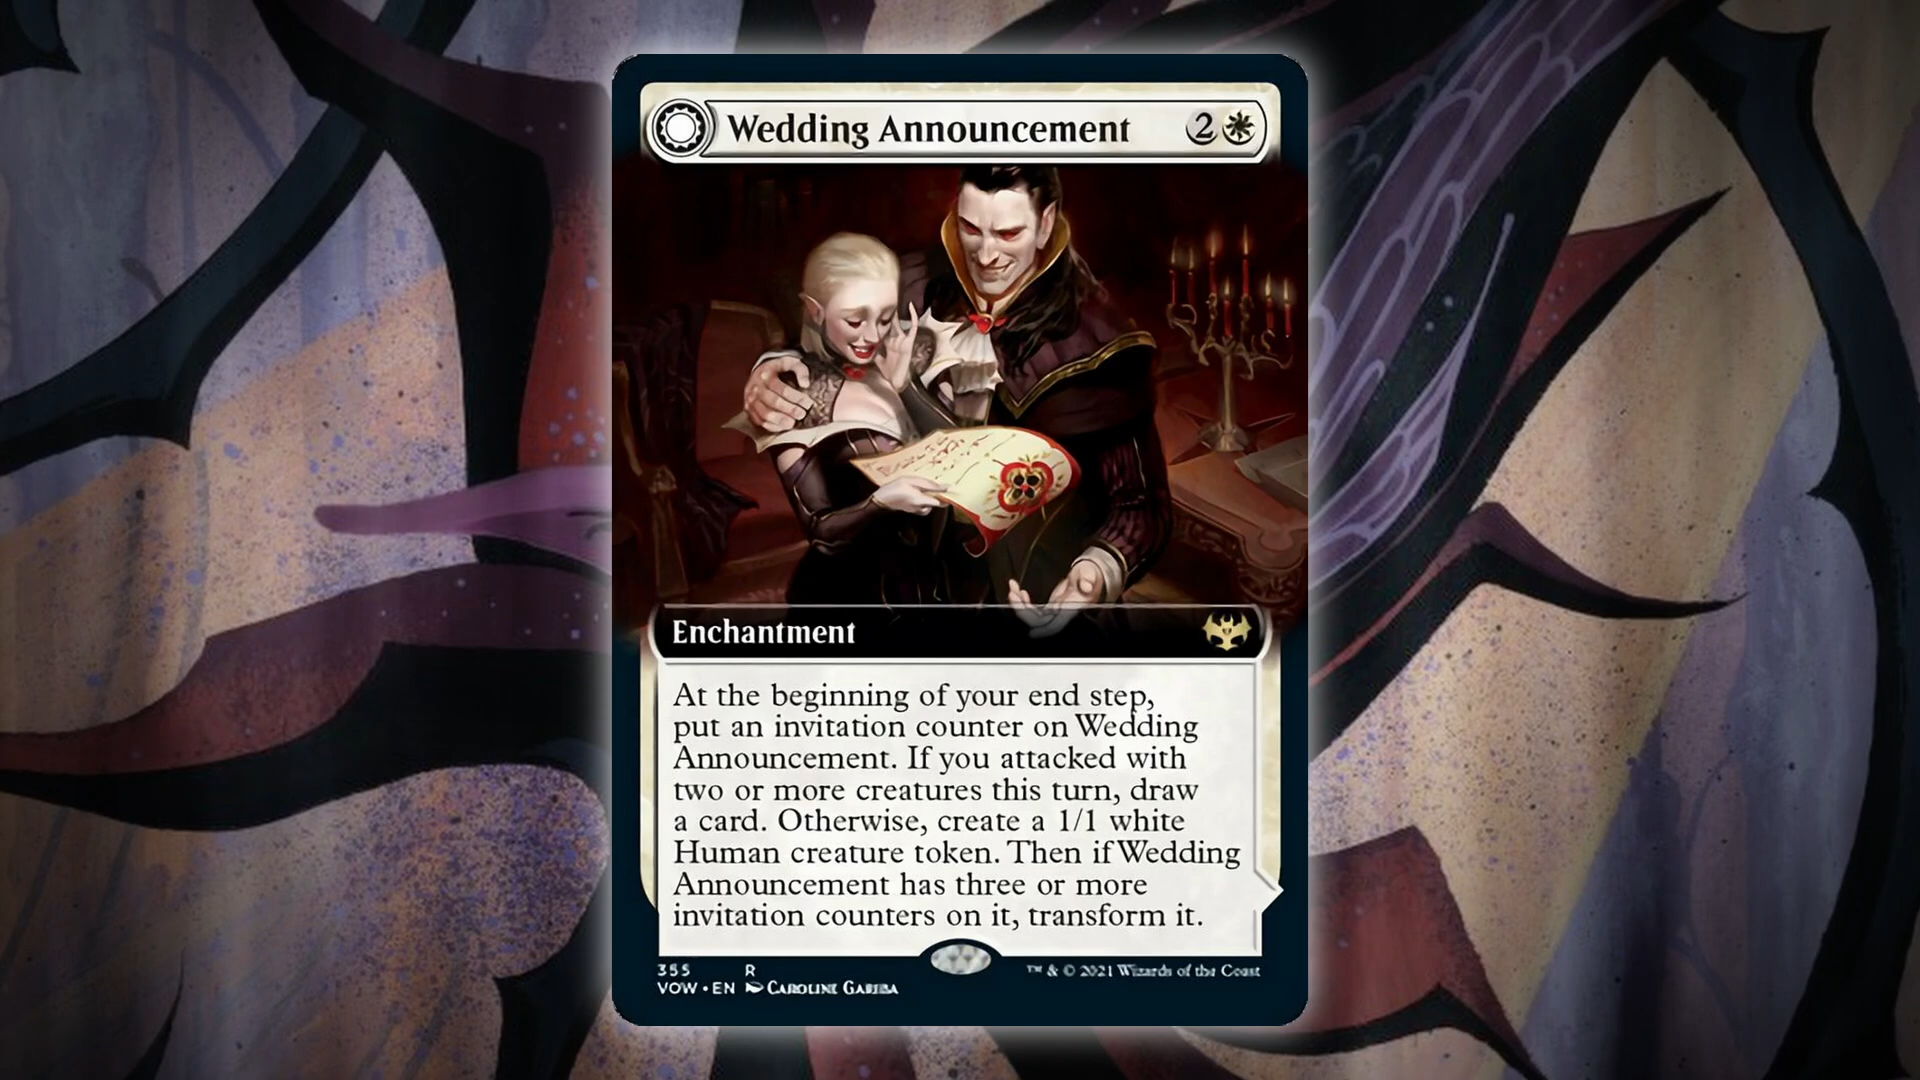 Wedding Announcement 2
Enchantment
At the beginning of your end step,
put an invitation counter on Wedding
Announcement. If you attacked with
two or more creatures this turn, draw
a card. Otherwise, create a 1/1 white
Human creature token. Then if Wedding
Announcement has three or more
invitation counters on it, transform it.
355 R
VOW • EN Caroline Gariba
™ & © 2021 Wizards of the Coast